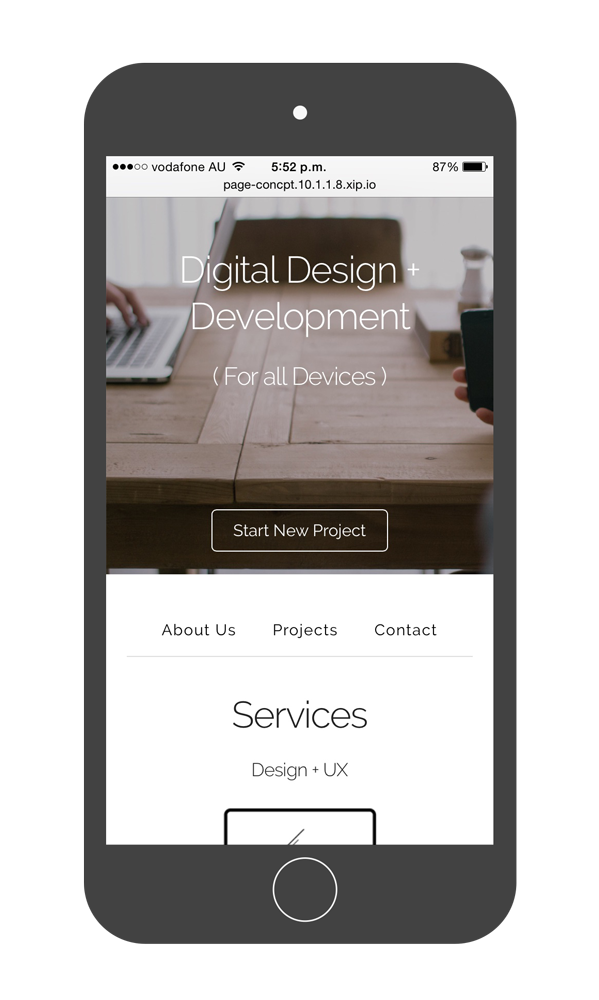 vodafone AU 5:52 p.m. 87%
page-concpt.10.1.1.8.xip.io
Digital Design +
Development
( For all Devices )
Start New Project
About Us Projects Contact
Services
Design + UX